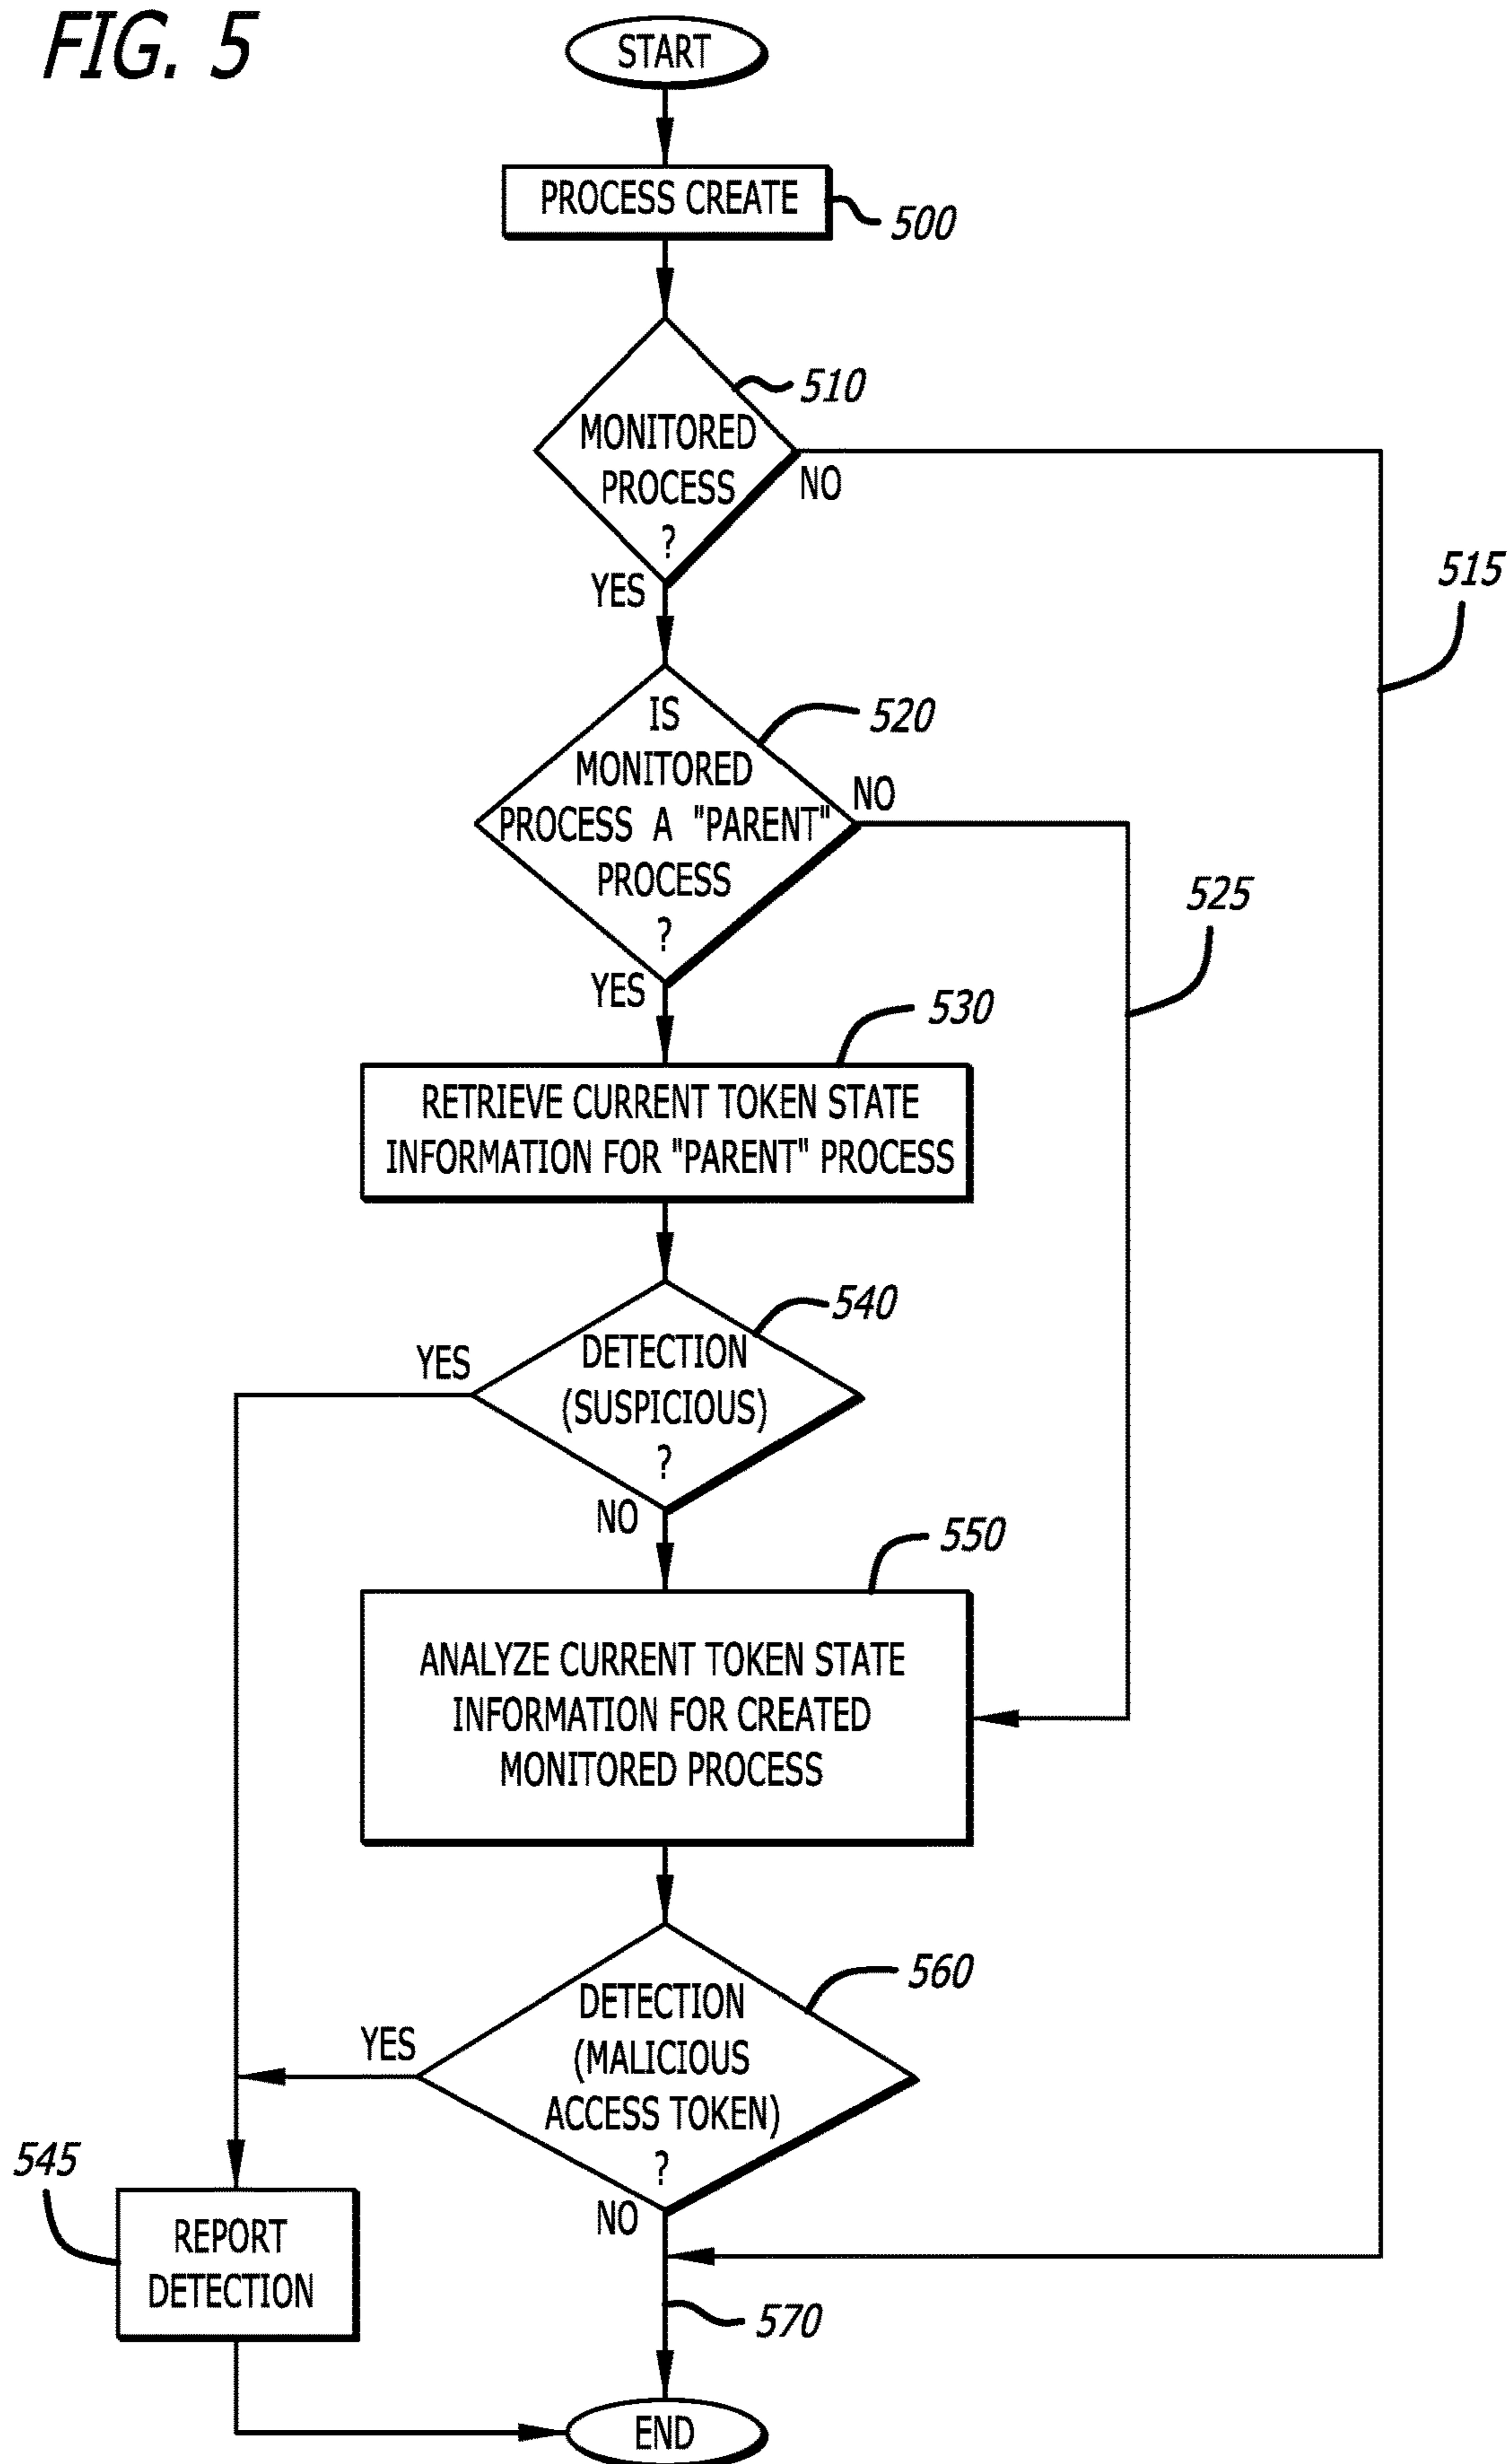 FIG. 5
START
PROCESS CREATE
500
510
MONITORED
PROCESS
?
NO
YES
515
IS
MONITORED
PROCESS A "PARENT"
PROCESS
?
520
NO
YES
525
530
RETRIEVE CURRENT TOKEN STATE
INFORMATION FOR "PARENT" PROCESS
540
DETECTION
(SUSPICIOUS)
?
YES
NO
550
ANALYZE CURRENT TOKEN STATE
INFORMATION FOR CREATED
MONITORED PROCESS
560
DETECTION
(MALICIOUS
ACCESS TOKEN)
?
YES
NO
545
REPORT
DETECTION
570
END